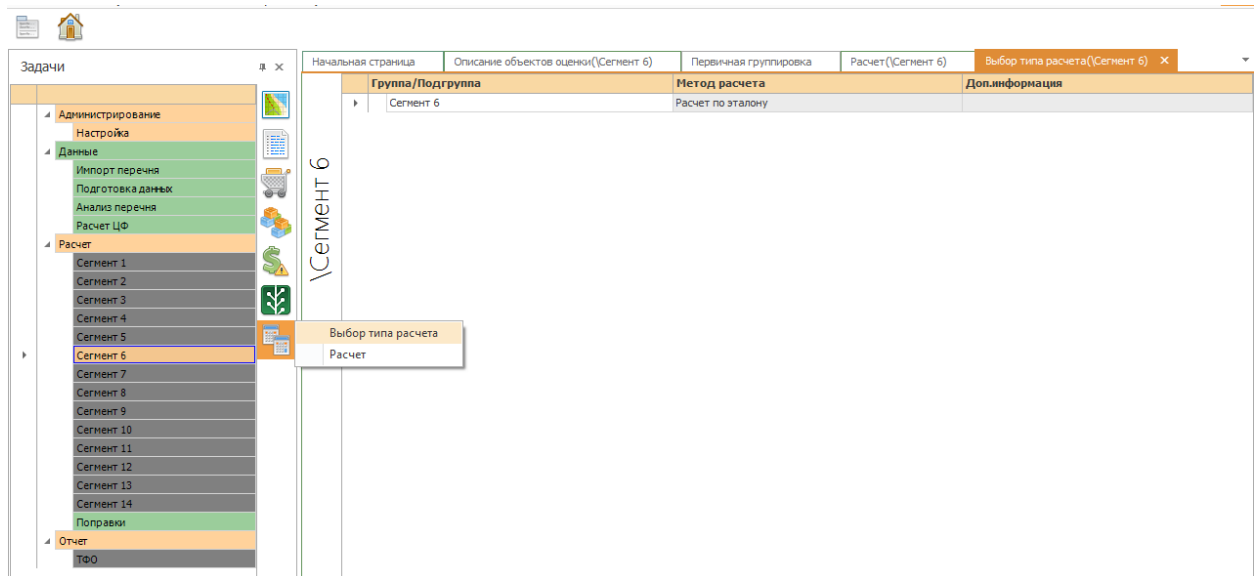 Задачи
Администрирование
Настройка
Данные
Импорт перечня
Подготовка данных
Анализ перечня
Расчет ЦФ
Расчет
Сегмент 1
Сегмент 2
Сегмент 3
Сегмент 4
Сегмент 5
Сегмент 6
Сегмент 7
Сегмент 8
Сегмент 9
Сегмент 10
Сегмент 11
Сегмент 12
Сегмент 13
Сегмент 14
Поправки
Отчет
ТФО
Выбор типа расчета
Расчет
Начальная страница Описание объектов оценки(\Сегмент 6) Первичная группировка Расчет(\Сегмент 6) Выбор типа расчета(\Сегмент 6)
\Сегмент 6
Группа/Подгруппа Метод расчета Доп.информация
Сегмент 6 Расчет по эталону